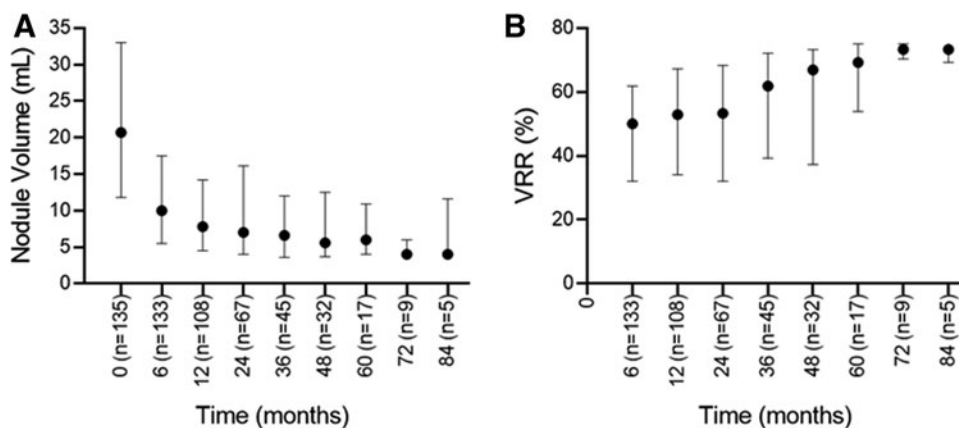 A
Nodule Volume (mL)
35
30
25
20
15
10
5
0
0 (n=135)
6 (n=133)
12 (n=108)
24 (n=67)
36 (n=45)
48 (n=32)
60 (n=17)
72 (n=9)
84 (n=5)
Time (months)
B
VRR (%)
80
60
40
20
0
0
6 (n=133)
12 (n=108)
24 (n=67)
36 (n=45)
48 (n=32)
60 (n=17)
72 (n=9)
84 (n=5)
Time (months)